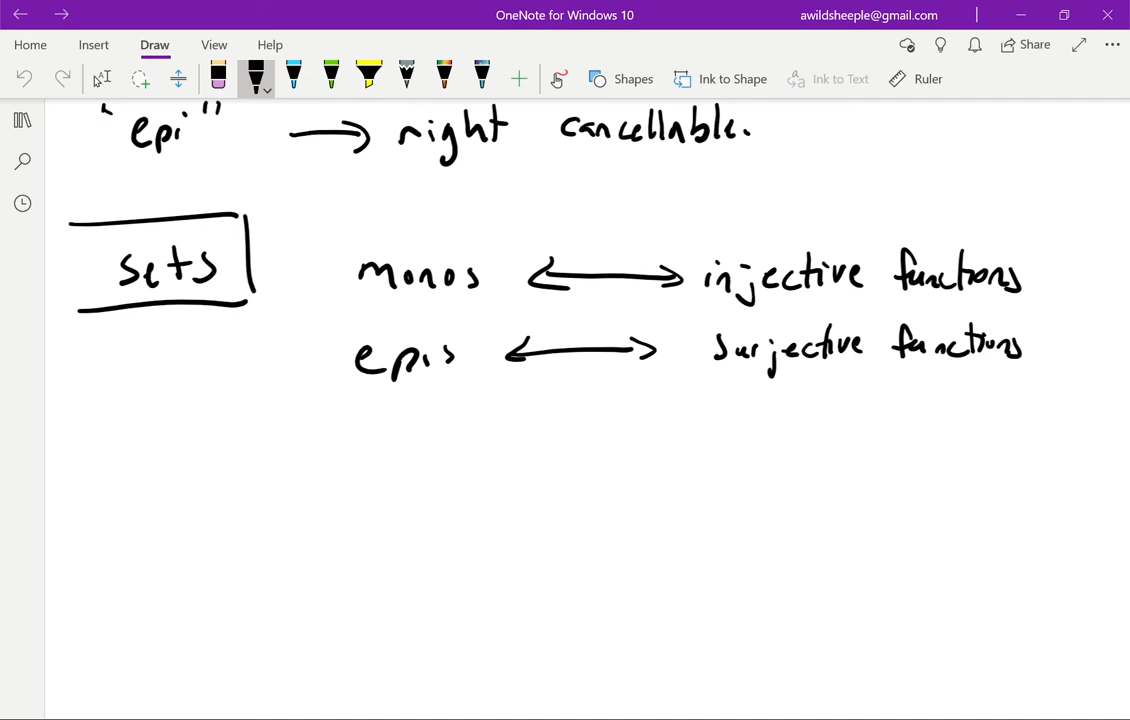 OneNote for Windows 10
awildsheeple@gmail.com
Home Insert Draw View Help
Share
Shapes Ink to Shape Ink to Text Ruler
"epi" → right cancellable.
sets monos ↔ injective functions
epis ↔ surjective functions